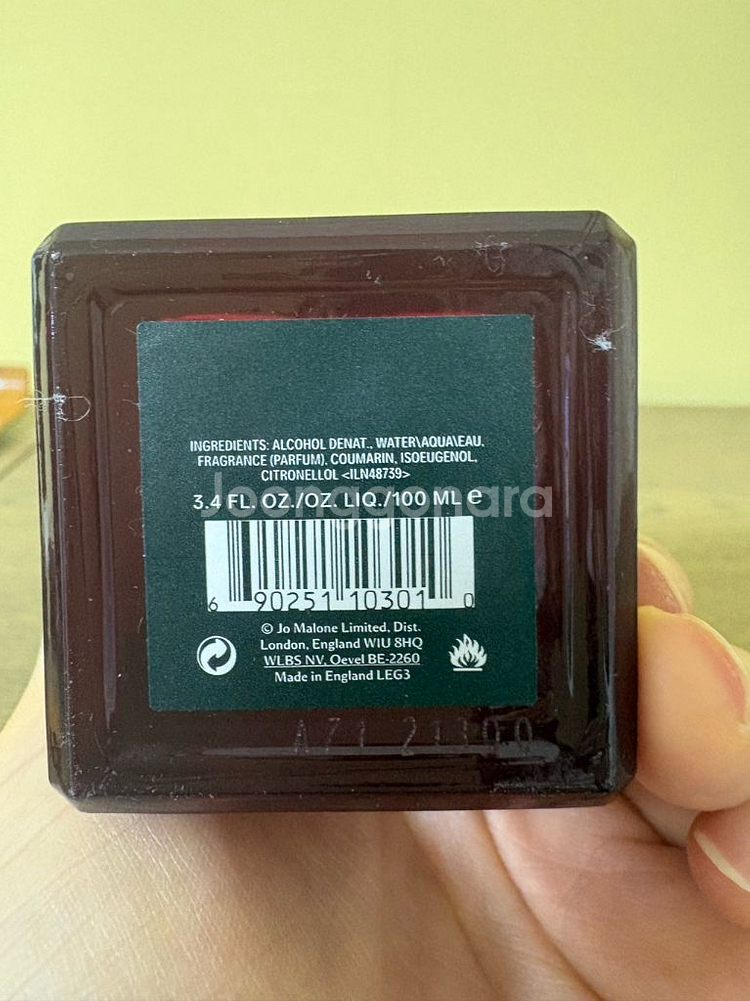 INGREDIENTS: ALCOHOL DENAT., WATER\AQUA\EAU,
FRAGRANCE (PARFUM), COUMARIN, ISOEUGENOL,
CITRONELLOL <ILN48739>
3.4 FL. OZ./OZ. LIQ./100 ML ℮
Joonggonara
6 90251 10301 0
© Jo Malone Limited, Dist.
London, England W1U 8HQ
WLBS NV, Oevel BE-2260
Made in England LEG3
A71